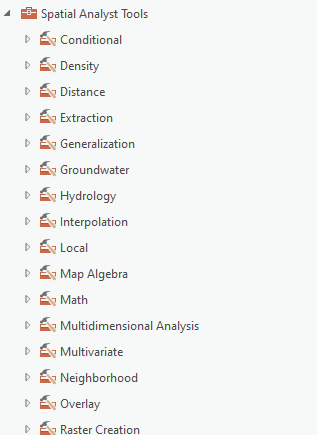 Spatial Analyst Tools
Conditional
Density
Distance
Extraction
Generalization
Groundwater
Hydrology
Interpolation
Local
Map Algebra
Math
Multidimensional Analysis
Multivariate
Neighborhood
Overlay
Raster Creation